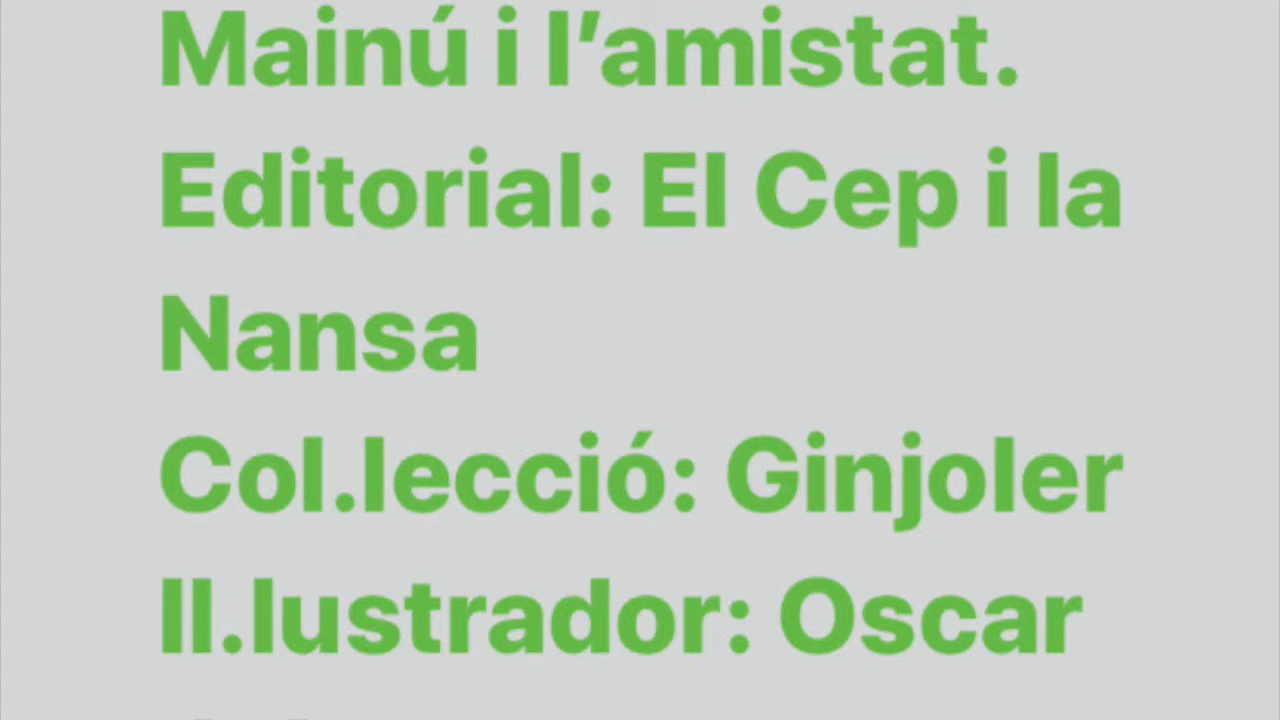 Mainú i l’amistat.
Editorial: El Cep i la
Nansa
Col.lecció: Ginjoler
Il.lustrador: Oscar